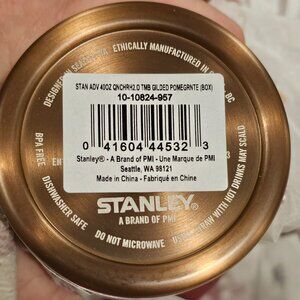 DESIGNED IN SEATTLE, WA
ETHICALLY MANUFACTURED IN
BC
STAN ADV 40OZ QNCHRH2.0 TMB GILDED POMEGRNTE (BOX)
10-10824-957
0 41604 44532 3
Stanley® - A Brand of PMI - Une Marque de PMI
Seattle, WA 98121
Made in China - Fabriqué en Chine
BPA FREE
STANLEY
A BRAND OF PMI
DISHWASHER SAFE
DO NOT MICROWAVE
WITH HOT DRINKS MAY SCALD